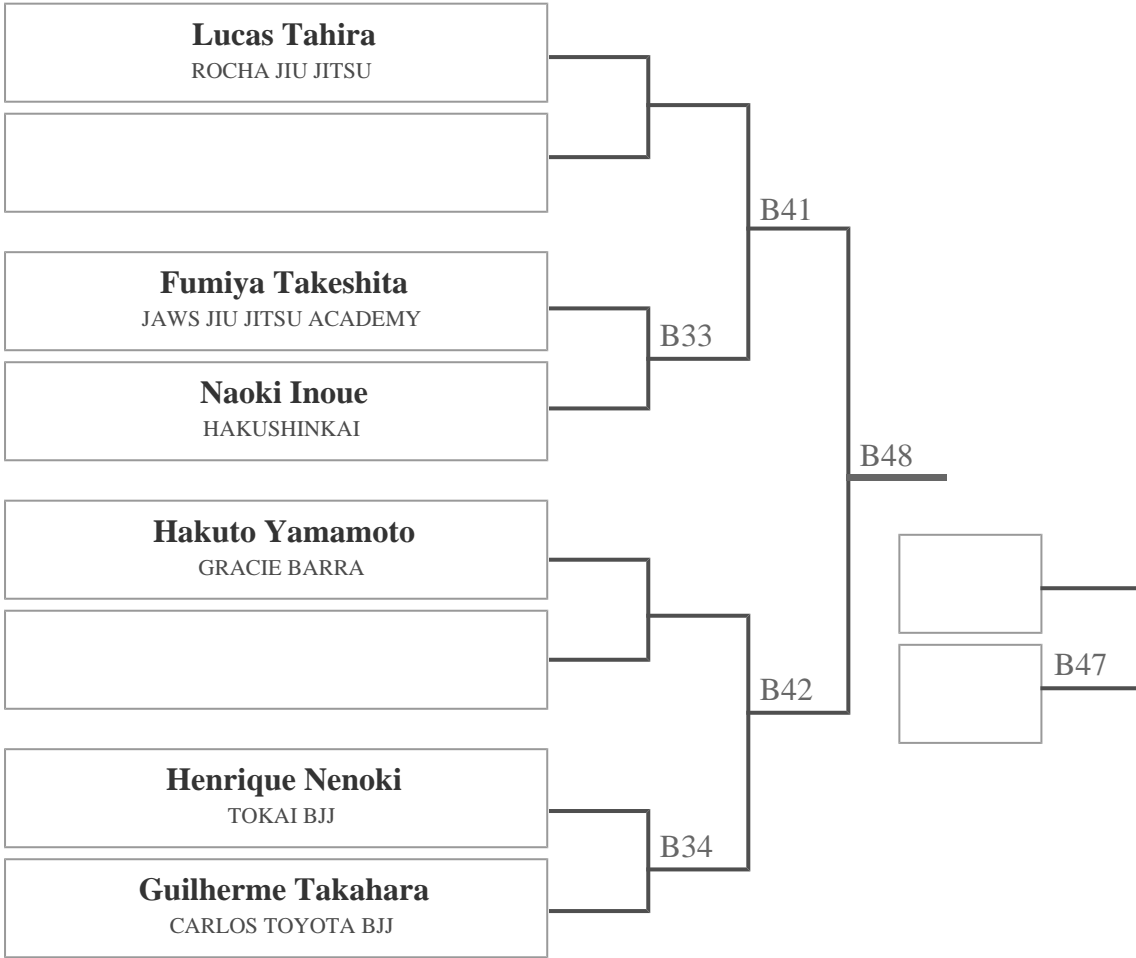 Lucas Tahira
ROCHA JIU JITSU
B41
Fumiya Takeshita
JAWS JIU JITSU ACADEMY
B33
Naoki Inoue
HAKUSHINKAI
B48
Hakuto Yamamoto
GRACIE BARRA
B47
B42
Henrique Nenoki
TOKAI BJJ
B34
Guilherme Takahara
CARLOS TOYOTA BJJ